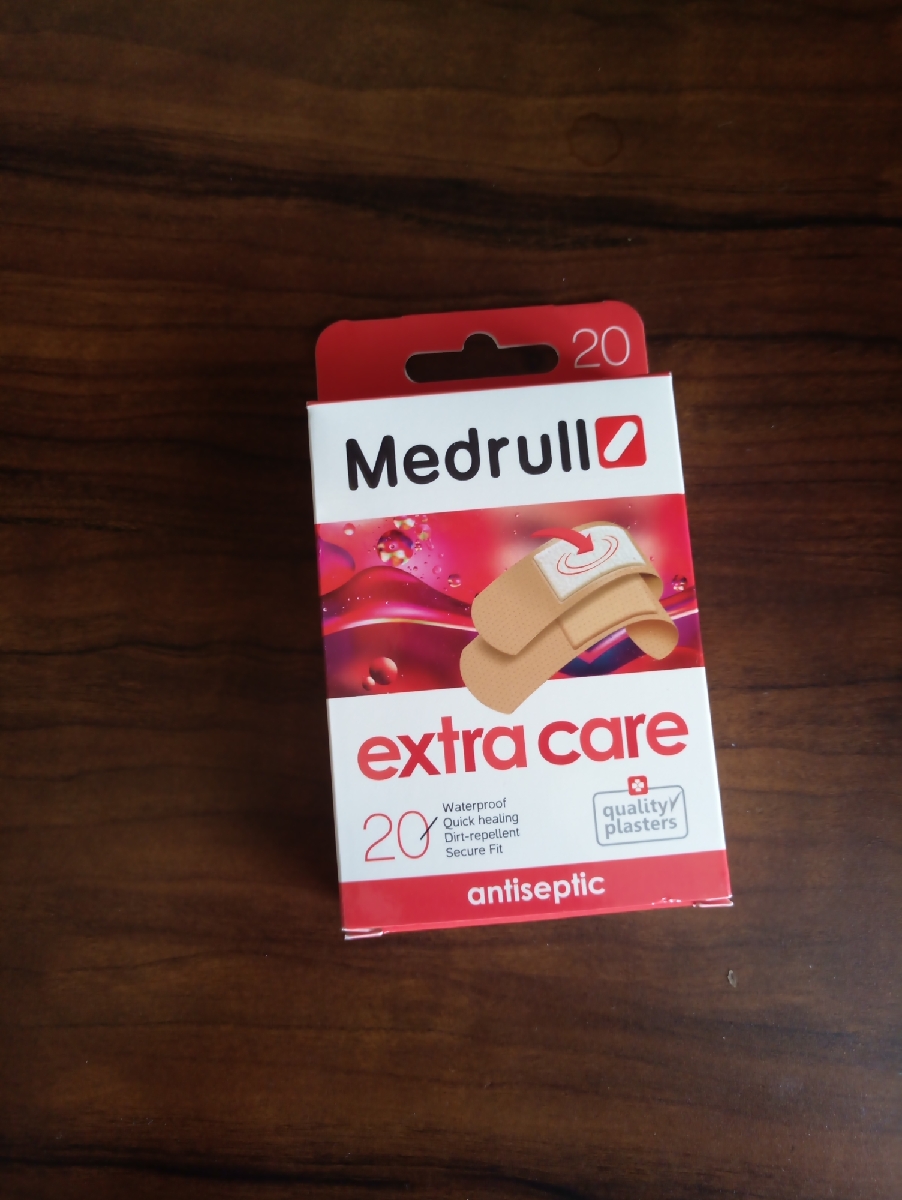 20
Medrull
extra care
20
Waterproof
Quick healing
Dirt-repellent
Secure Fit
quality
plasters
antiseptic